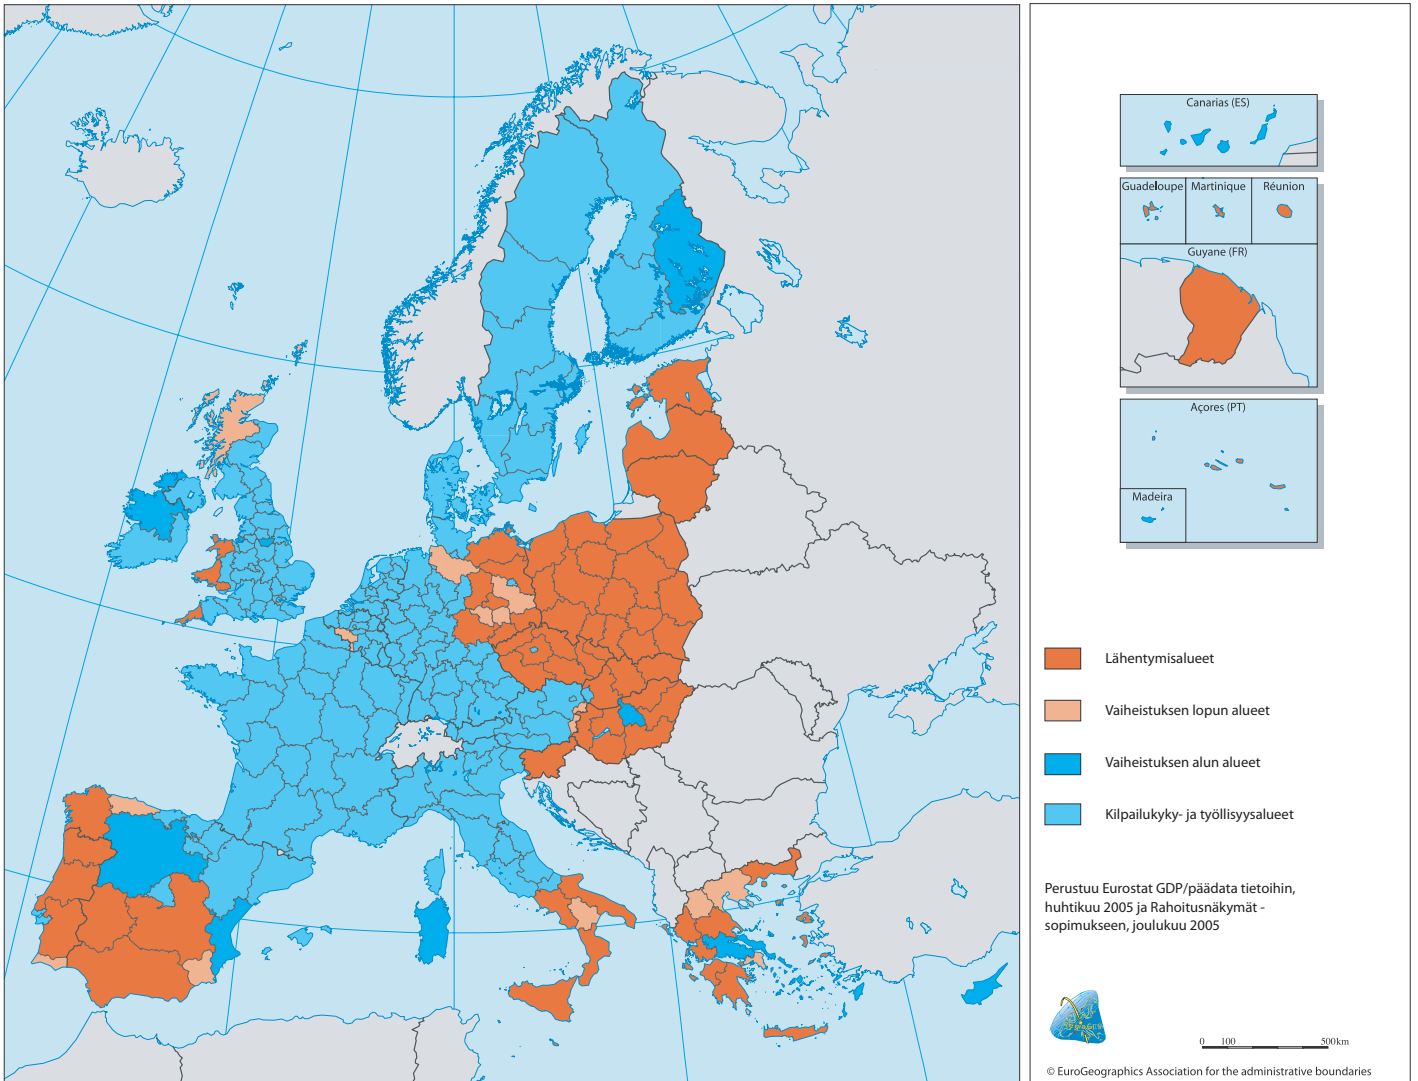 Canarias (ES)
Guadeloupe
Martinique
Réunion
Guyane (FR)
Açores (PT)
Madeira
Lähentymisalueet
Vaiheistuksen lopun alueet
Vaiheistuksen alun alueet
Kilpailukyky- ja työllisyysalueet
Perustuu Eurostat GDP/päädata tietoihin,
huhtikuu 2005 ja Rahoitusnäkymät -
sopimukseen, joulukuu 2005
0 100 500km
© EuroGeographics Association for the administrative boundaries